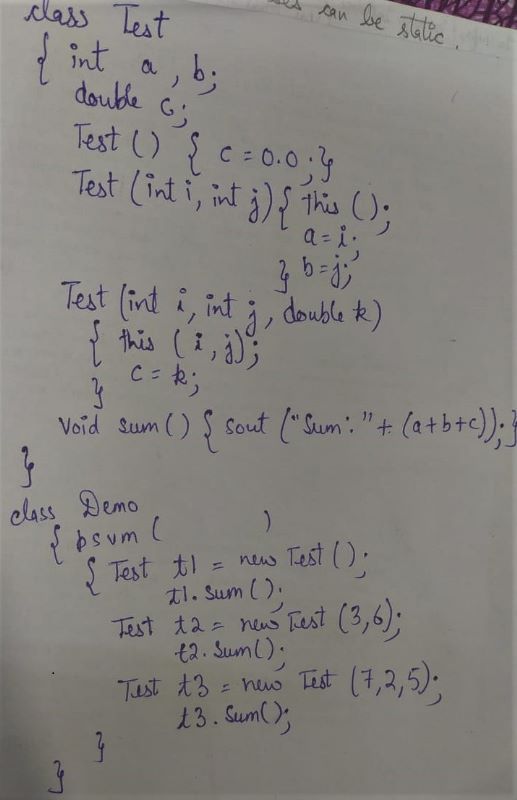 ses can be static.
class Test
{ int a, b;
double c;
Test () { c = 0.0 ; }
Test (int i, int j) { this ();
a = i;
} b = j;
Test (int i, int j, double k)
{ this (i, j);
c = k;
}
void sum() { sout ("Sum:" + (a+b+c)); }
}
class Demo
{ psvm ( )
{ Test t1 = new Test ();
t1. sum ();
Test t2 = new Test (3,6);
t2. sum();
Test t3 = new Test (7,2,5);
t3. sum();
}
}